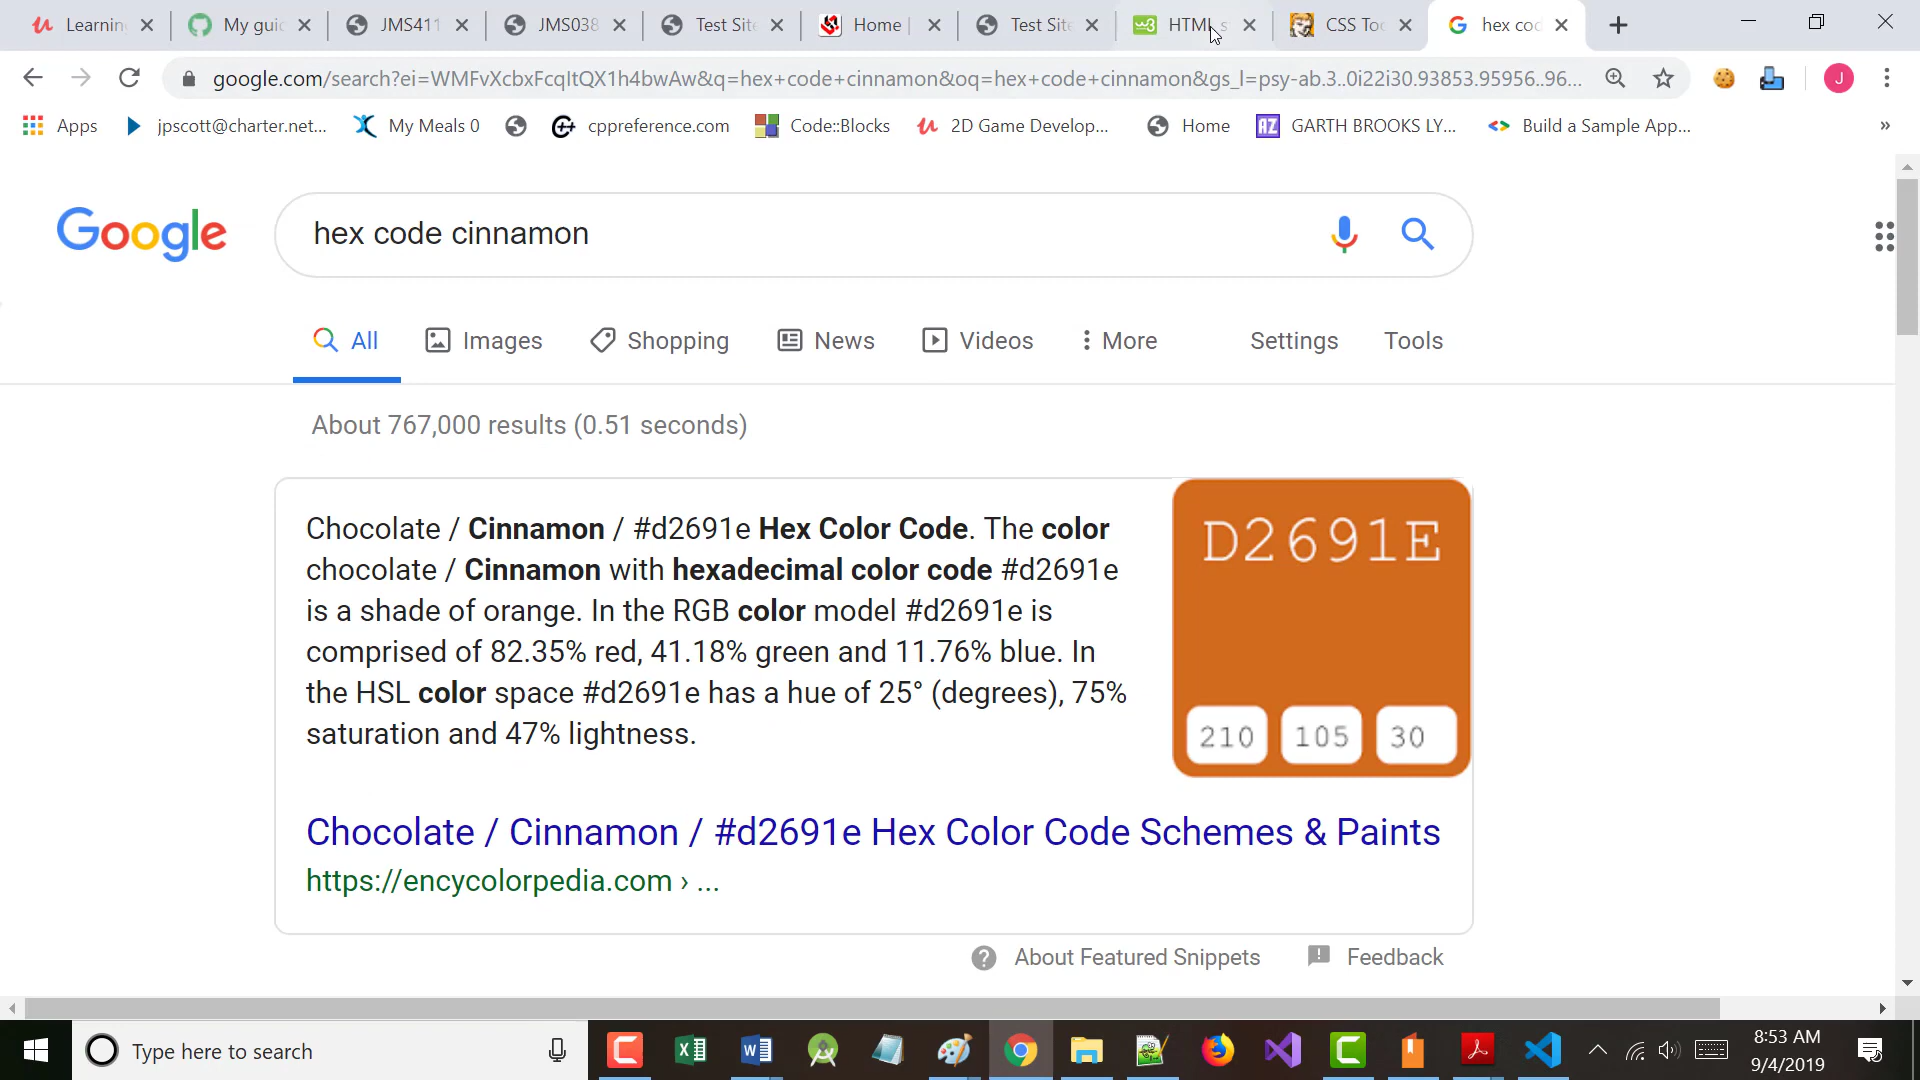 Learnin
My guid
JMS411
JMS038
Test Site
Home |
Test Site
HTML s
CSS Too
hex cod
google.com/search?ei=WMFvXcbxFcqItQX1h4bwAw&q=hex+code+cinnamon&oq=hex+code+cinnamon&gs_l=psy-ab.3..0i22i30.93853.95956..96...
J
Apps
jpscott@charter.net...
My Meals 0
cppreference.com
Code::Blocks
2D Game Develop...
Home
AZ
GARTH BROOKS LY...
Build a Sample App...
»
Google
hex code cinnamon
All
Images
Shopping
News
Videos
More
Settings
Tools
About 767,000 results (0.51 seconds)
Chocolate / Cinnamon / #d2691e Hex Color Code. The color
chocolate / Cinnamon with hexadecimal color code #d2691e
is a shade of orange. In the RGB color model #d2691e is
comprised of 82.35% red, 41.18% green and 11.76% blue. In
the HSL color space #d2691e has a hue of 25° (degrees), 75%
saturation and 47% lightness.
D2691E
210 105 30
Chocolate / Cinnamon / #d2691e Hex Color Code Schemes & Paints
https://encycolorpedia.com › ...
About Featured Snippets
Feedback
Type here to search
8:53 AM
9/4/2019